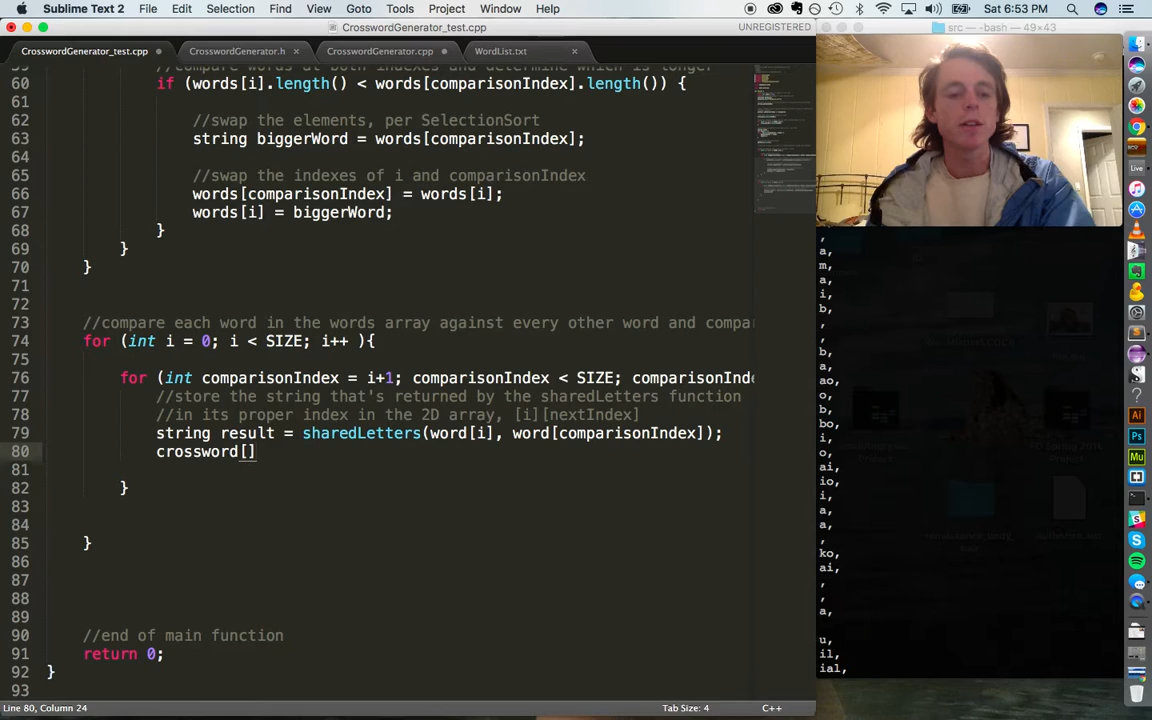 Sublime Text 2 File Edit Selection Find View Goto Tools Project Window Help
Sat 6:53 PM
CrosswordGenerator_test.cpp
UNREGISTERED
src — -bash — 49×43
CrosswordGenerator_test.cpp
CrosswordGenerator.h
CrosswordGenerator.cpp
WordList.txt
60 if (words[i].length() < words[comparisonIndex].length()) {
61
62 //swap the elements, per SelectionSort
63 string biggerWord = words[comparisonIndex];
64
65 //swap the indexes of i and comparisonIndex
66 words[comparisonIndex] = words[i];
67 words[i] = biggerWord;
68 }
69 }
70 }
71
72
73 //compare each word in the words array against every other word and compa
74 for (int i = 0; i < SIZE; i++ ){
75
76 for (int comparisonIndex = i+1; comparisonIndex < SIZE; comparisonInde
77 //store the string that's returned by the sharedLetters function
78 //in its proper index in the 2D array, [i][nextIndex]
79 string result = sharedLetters(word[i], word[comparisonIndex]);
80 crossword[]
81
82 }
83
84
85 }
86
87
88
89
90 //end of main function
91 return 0;
92 }
93
Line 80, Column 24
Tab Size: 4
C++
,
a,
m,
a,
i,
b,
,
b,
a,
ao,
o,
b,
bo,
i,
o,
ai,
io,
i,
a,
a,
,
ko,
ai,
,
,
a,
u,
il,
ial,
Live
Ai
Ps
Mu